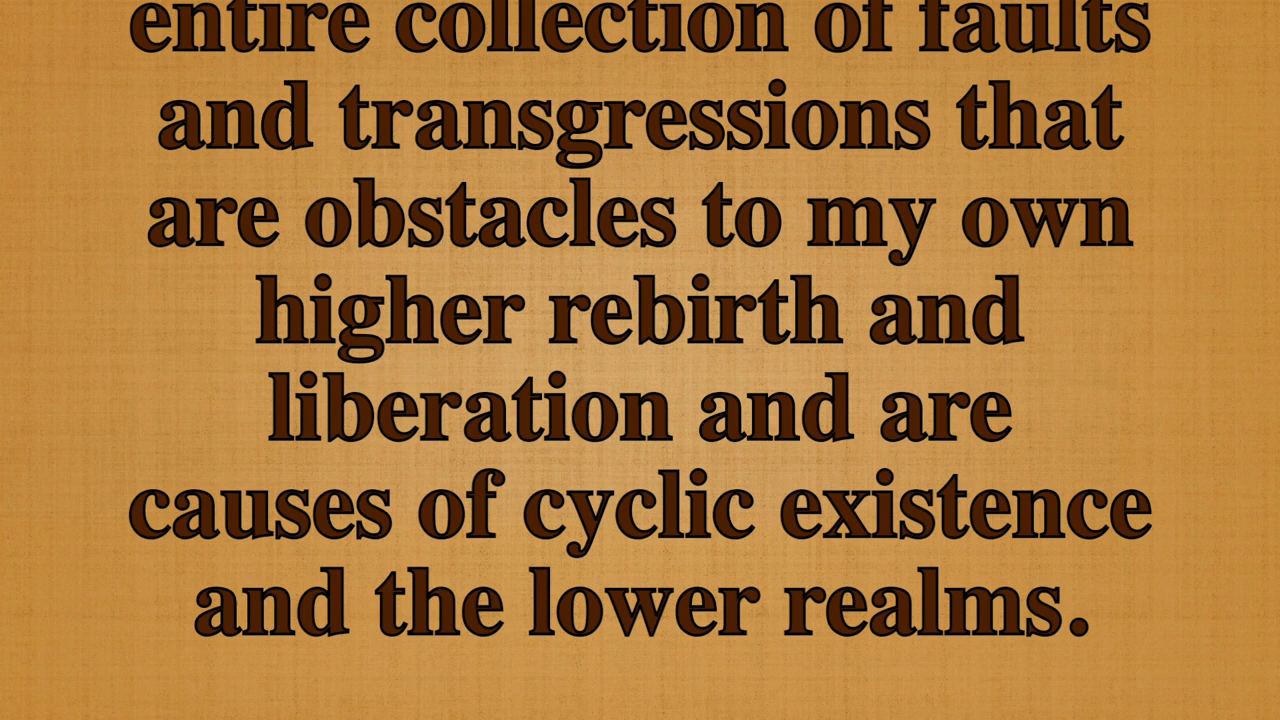 entire collection of faults
and transgressions that
are obstacles to my own
higher rebirth and
liberation and are
causes of cyclic existence
and the lower realms.